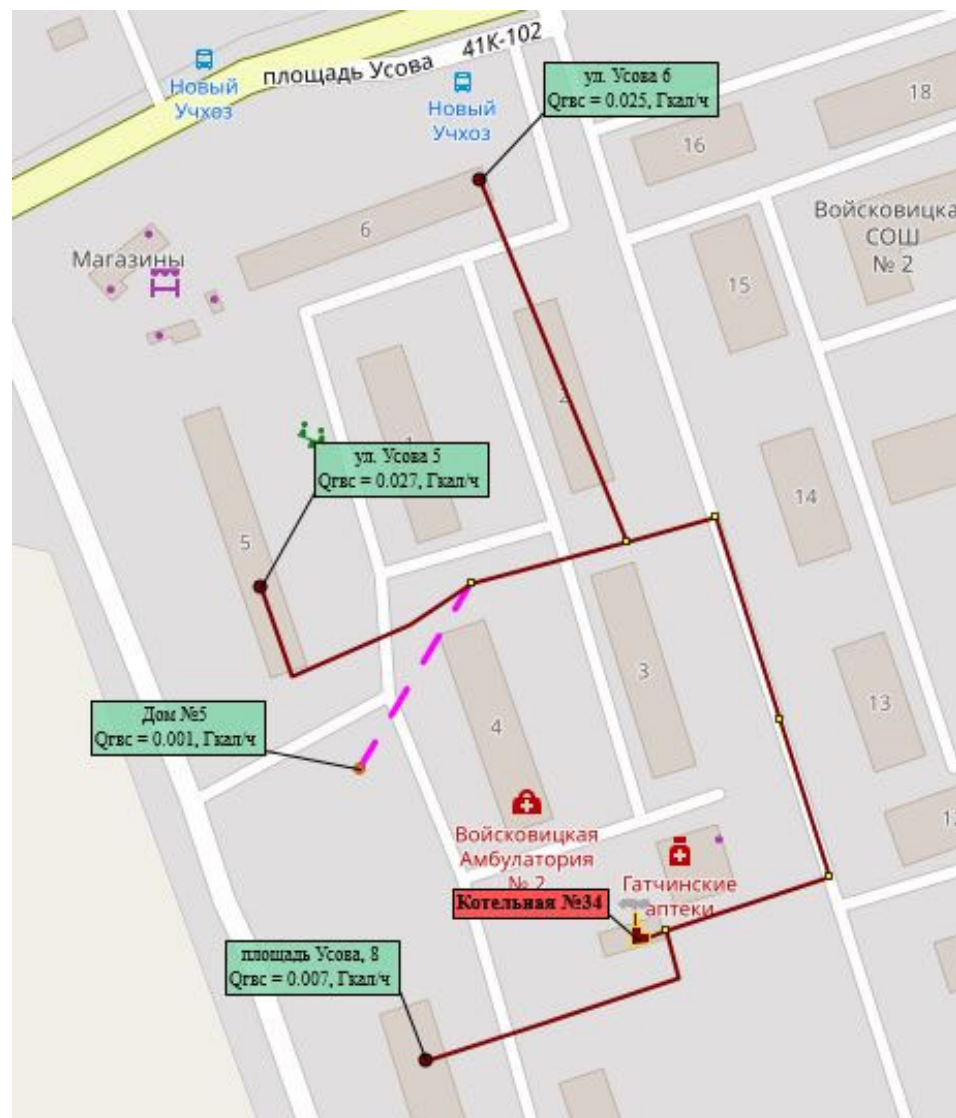 41К-102
площадь Усова
Новый
Учхоз
Новый
Учхоз
ул. Усова 6
Qгвс = 0.025, Гкал/ч
18
16
6
Войсковицка
СОШ
№ 2
Магазины
15
2
1
ул. Усова 5
Qгвс = 0.027, Гкал/ч
14
5
3
13
4
Дом №5
Qгвс = 0.001, Гкал/ч
12
Войсковицкая
Амбулатория
№ 2
Гатчинские
аптеки
Котельная №34
площадь Усова, 8
Qгвс = 0.007, Гкал/ч